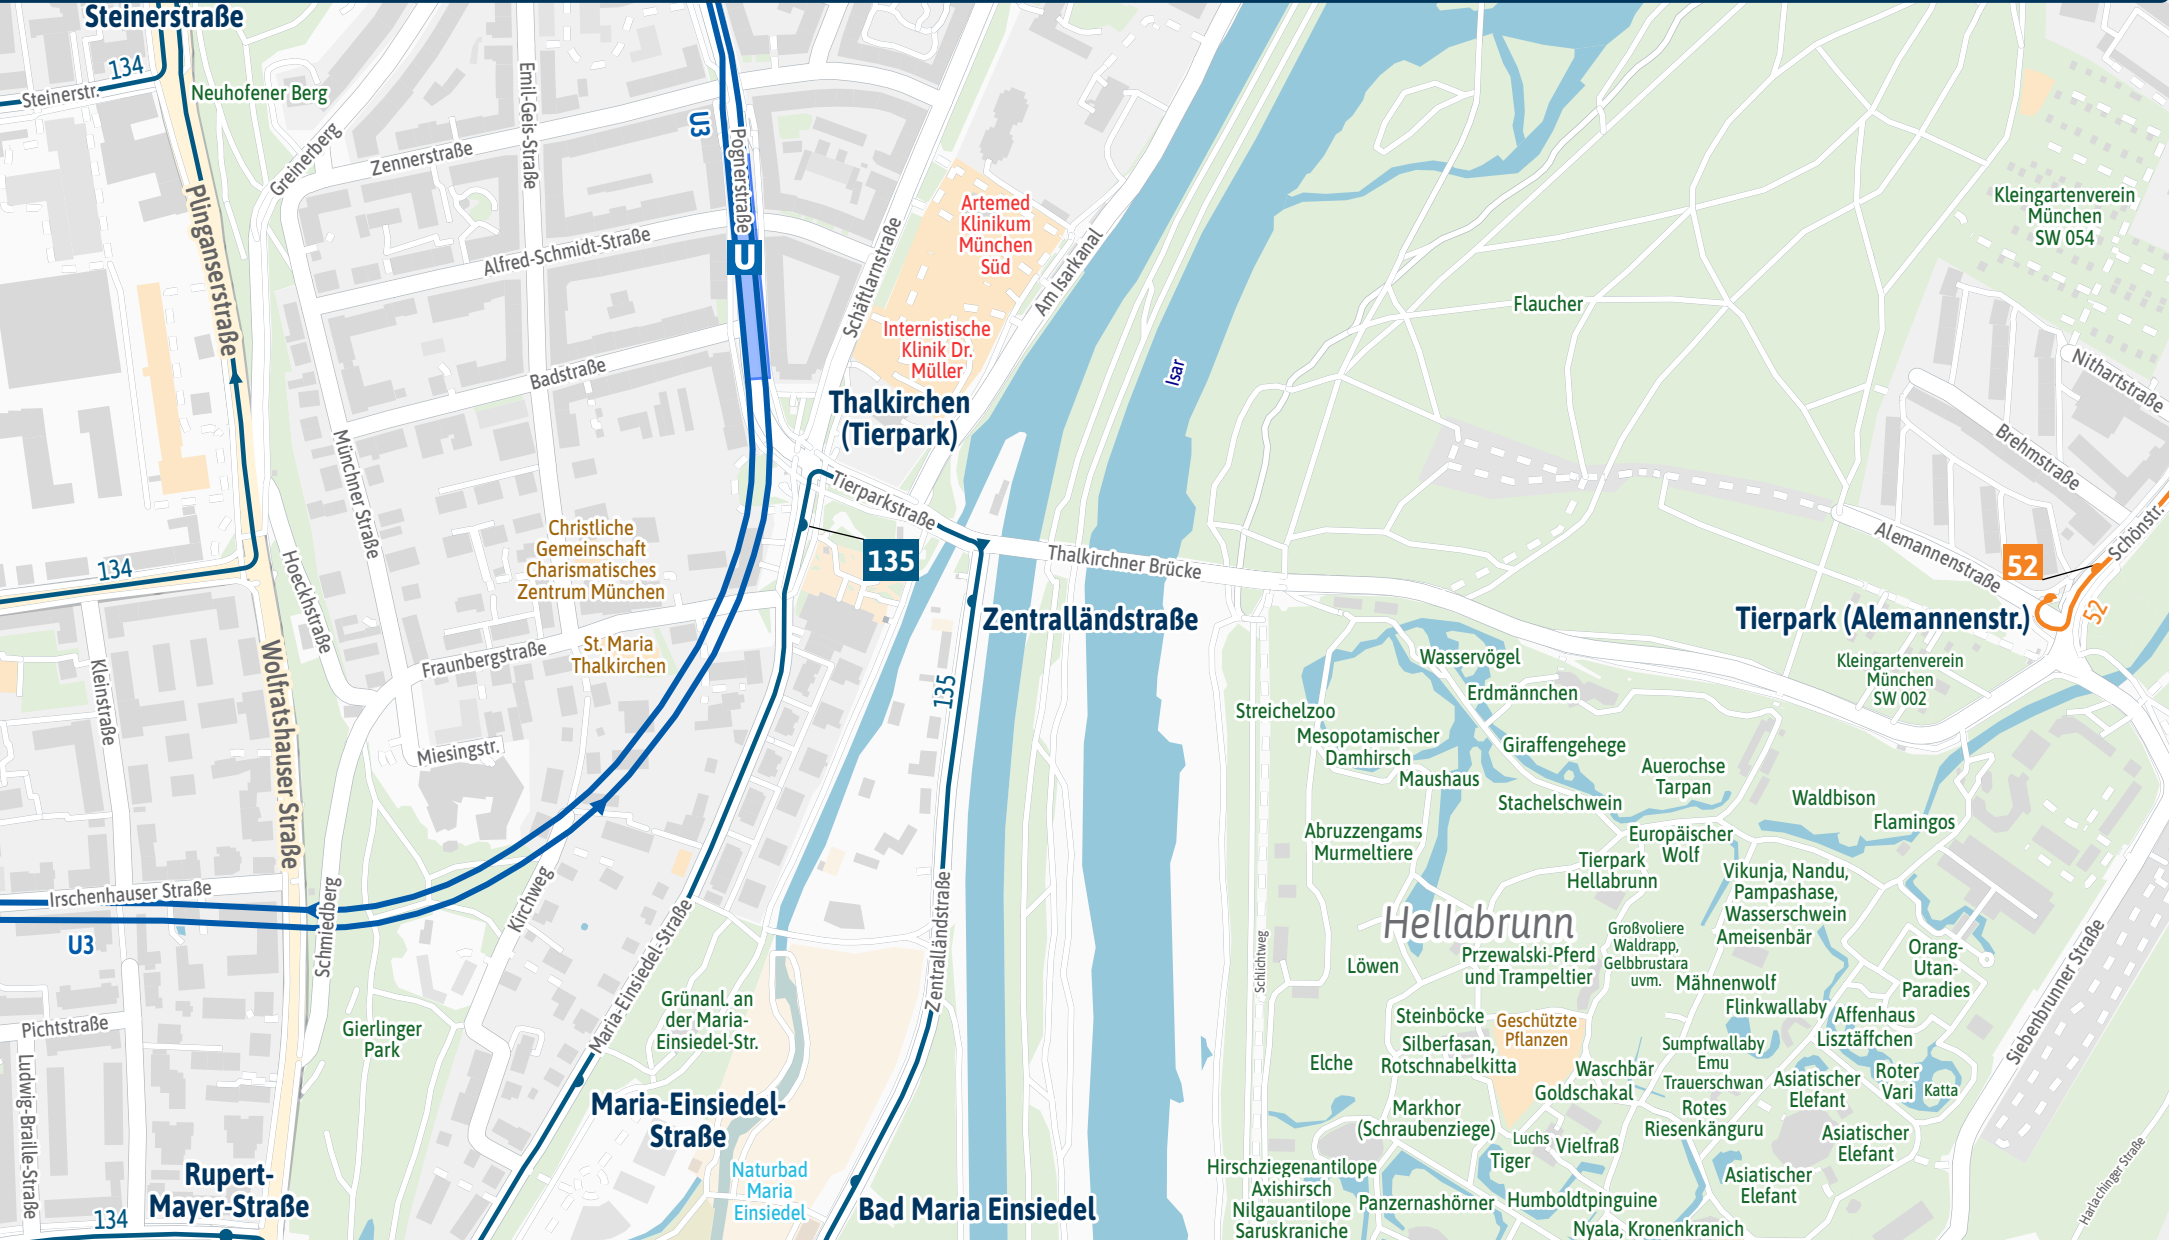 Steinerstraße
134
Steinerstr.
Neuhofener Berg
Greinerberg
Zennerstraße
Emil-Geis-Straße
U3
Pognerstraße
U
Plinganserstraße
Alfred-Schmidt-Straße
Schäftlarnstraße
Artemed
Klinikum
München
Süd
Am Isarkanal
Internistische
Klinik Dr.
Müller
Isar
Flaucher
Kleingartenverein
München
SW 054
Nithartstraße
Brehmstraße
Badstraße
Münchner Straße
Thalkirchen
(Tierpark)
Tierparkstraße
135
Thalkirchner Brücke
Alemannenstraße
Schönstr.
52
52
Tierpark (Alemannenstr.)
Kleingartenverein
München
SW 002
134
Hoeckhstraße
Christliche
Gemeinschaft
Charismatisches
Zentrum München
St. Maria
Thalkirchen
Fraunbergstraße
Zentralländstraße
135
Kleinstraße
Wolfratshauser Straße
Miesingstr.
Wasservögel
Erdmännchen
Streichelzoo
Mesopotamischer
Damhirsch
Maushaus
Giraffengehege
Auerochse
Tarpan
Stachelschwein
Waldbison
Flamingos
Abruzzengams
Murmeltiere
Europäischer
Wolf
Tierpark
Hellabrunn
Vikunja, Nandu,
Pampashase,
Wasserschwein
Ameisenbär
Irschenhauser Straße
U3
Schmiedberg
Kirchweg
Maria-Einsiedel-Straße
Zentralländstraße
Schlichtweg
Hellabrunn
Löwen
Przewalski-Pferd
und Trampeltier
Großvoliere
Waldrapp,
Gelbbrustara
uvm.
Mähnenwolf
Flinkwallaby
Orang-
Utan-
Paradies
Siebenbrunner Straße
Pichtstraße
Ludwig-Braille-Straße
Gierlinger
Park
Grünanl. an
der Maria-
Einsiedel-Str.
Steinböcke
Geschützte
Pflanzen
Silberfasan,
Rotschnabelkitta
Elche
Affenhaus
Lisztäffchen
Sumpfwallaby
Emu
Trauerschwan
Waschbär
Goldschakal
Asiatischer
Elefant
Roter
Vari
Katta
Maria-Einsiedel-
Straße
Markhor
(Schraubenziege)
Rotes
Riesenkänguru
Luchs
Vielfraß
Tiger
Asiatischer
Elefant
Asiatischer
Elefant
Harlachinger Straße
Rupert-
Mayer-Straße
134
Naturbad
Maria
Einsiedel
Bad Maria Einsiedel
Hirschziegenantilope
Axishirsch
Nilgauantilope
Saruskraniche
Panzernashörner
Humboldtpinguine
Nyala, Kronenkranich